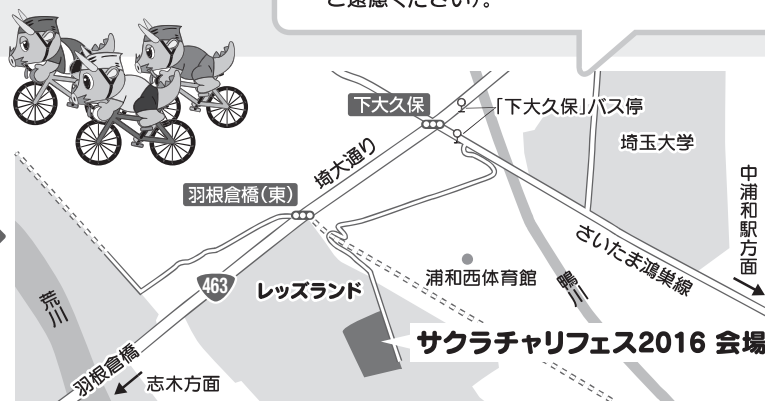 ご遠慮ください)。
下大久保
「下大久保」バス停
埼玉大学
埼大通り
羽根倉橋(東)
中浦和駅方面
さいたま鴻巣線
浦和西体育館
鴨川
463
レッズランド
荒川
サクラチャリフェス2016 会場
羽根倉橋
志木方面